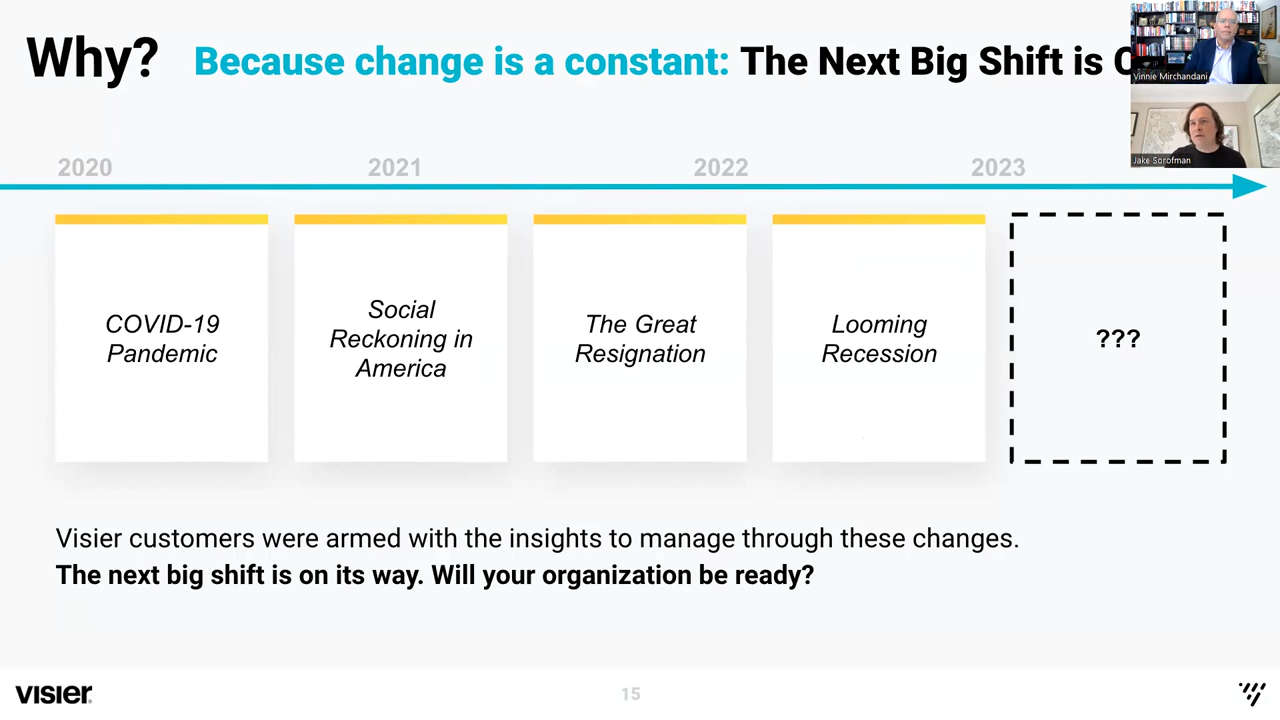 Why? Because change is a constant: The Next Big Shift is
Vinnie Mirchandani
Jake Sorofman
2020 2021 2022 2023
COVID-19
Pandemic
Social
Reckoning in
America
The Great
Resignation
Looming
Recession
???
Visier customers were armed with the insights to manage through these changes.
The next big shift is on its way. Will your organization be ready?
VISIER
15